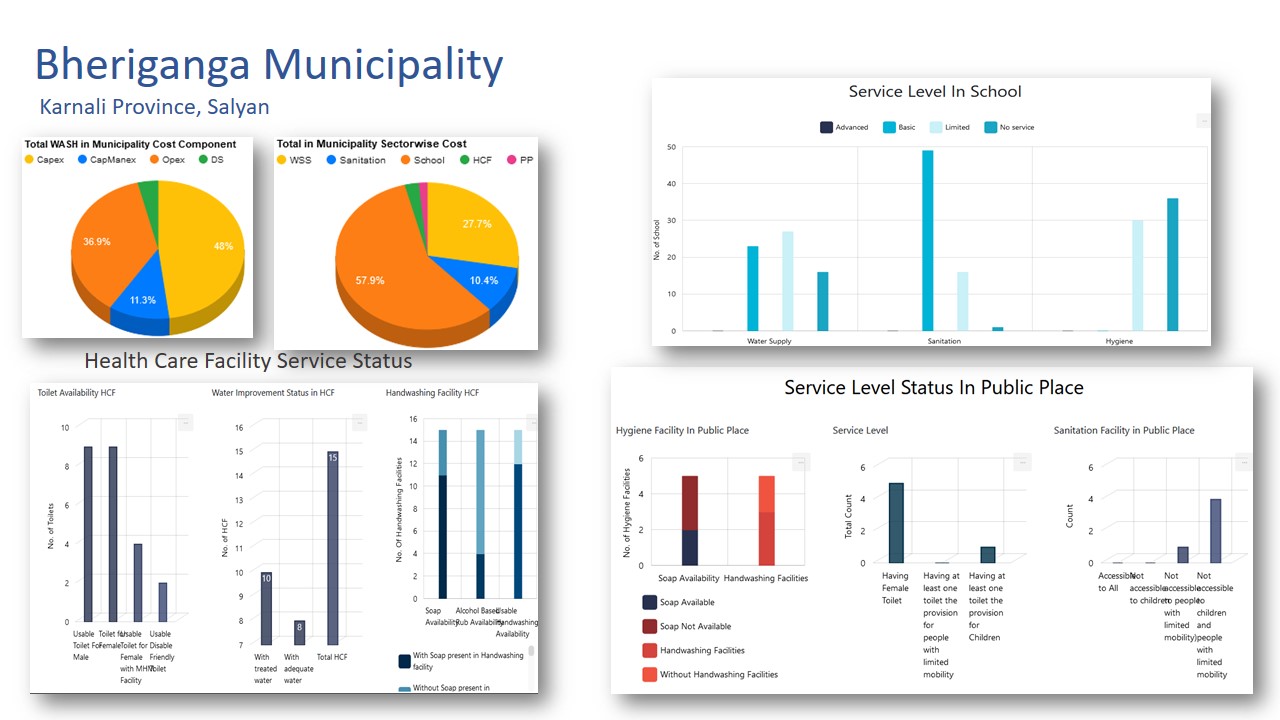 Bheriganga Municipality
Karnali Province, Salyan
Total WASH in Municipality Cost Component
Capex CapManex Opex DS
36.9%
48%
11.3%
Total in Municipality Sectorwise Cost
WSS Sanitation School HCF PP
27.7%
10.4%
57.9%
Health Care Facility Service Status
Toilet Availability HCF
No. of Toilets
10
8
6
4
2
0
Usable Toilet For Male
Toilet for Female
Usable Toilet for Female with MHM Facility
Usable Disable Friendly Toilet
Water Improvement Status in HCF
No. of HCF
16
15
14
13
12
11
10
9
8
7
10
8
15
With treated water
With adequate water
Total HCF
Handwashing Facility HCF
No. Of Handwashing Facilities
16
14
12
10
8
6
4
2
0
Soap Availability
Alcohol Based Rub Availability
Usable Handwashing Availability
With Soap present in Handwashing facility
Without Soap present in
Service Level In School
Advanced Basic Limited No service
No. of School
50
40
30
20
10
0
Water Supply
Sanitation
Hygiene
Service Level Status In Public Place
Hygiene Facility In Public Place
No. of Hygiene Facilities
6
4
2
0
Soap Availability
Handwashing Facilities
Soap Available
Soap Not Available
Handwashing Facilities
Without Handwashing Facilities
Service Level
Total Count
6
4
2
0
Having Female Toilet
Having at least one toilet the provision for people with limited mobility
Having at least one toilet the provision for Children
Sanitation Facility in Public Place
Count
6
4
2
0
Accessible to All
Not accessible to children
Not accessible to people with limited mobility
Not accessible to children and people with limited mobility